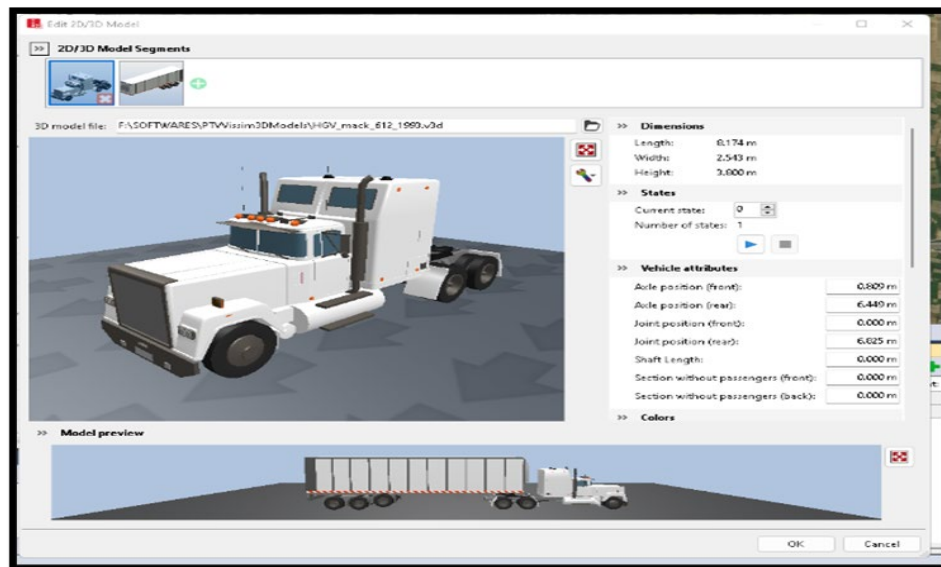 Edit 2D/3D Model
2D/3D Model Segments
3D model file: F:\SOFTWARES\PTVVissim3DModels\HGV_mack_612_1993.v3d
Dimensions
Length: 8.174 m
Width: 2.543 m
Height: 3.800 m
States
Current state: 0
Number of states: 1
Vehicle attributes
Axle position (front): 0.809 m
Axle position (rear): 6.449 m
Joint position (front): 0.000 m
Joint position (rear): 6.825 m
Shaft Length: 0.000 m
Section without passengers (front): 0.000 m
Section without passengers (back): 0.000 m
Colors
Model preview
OK Cancel